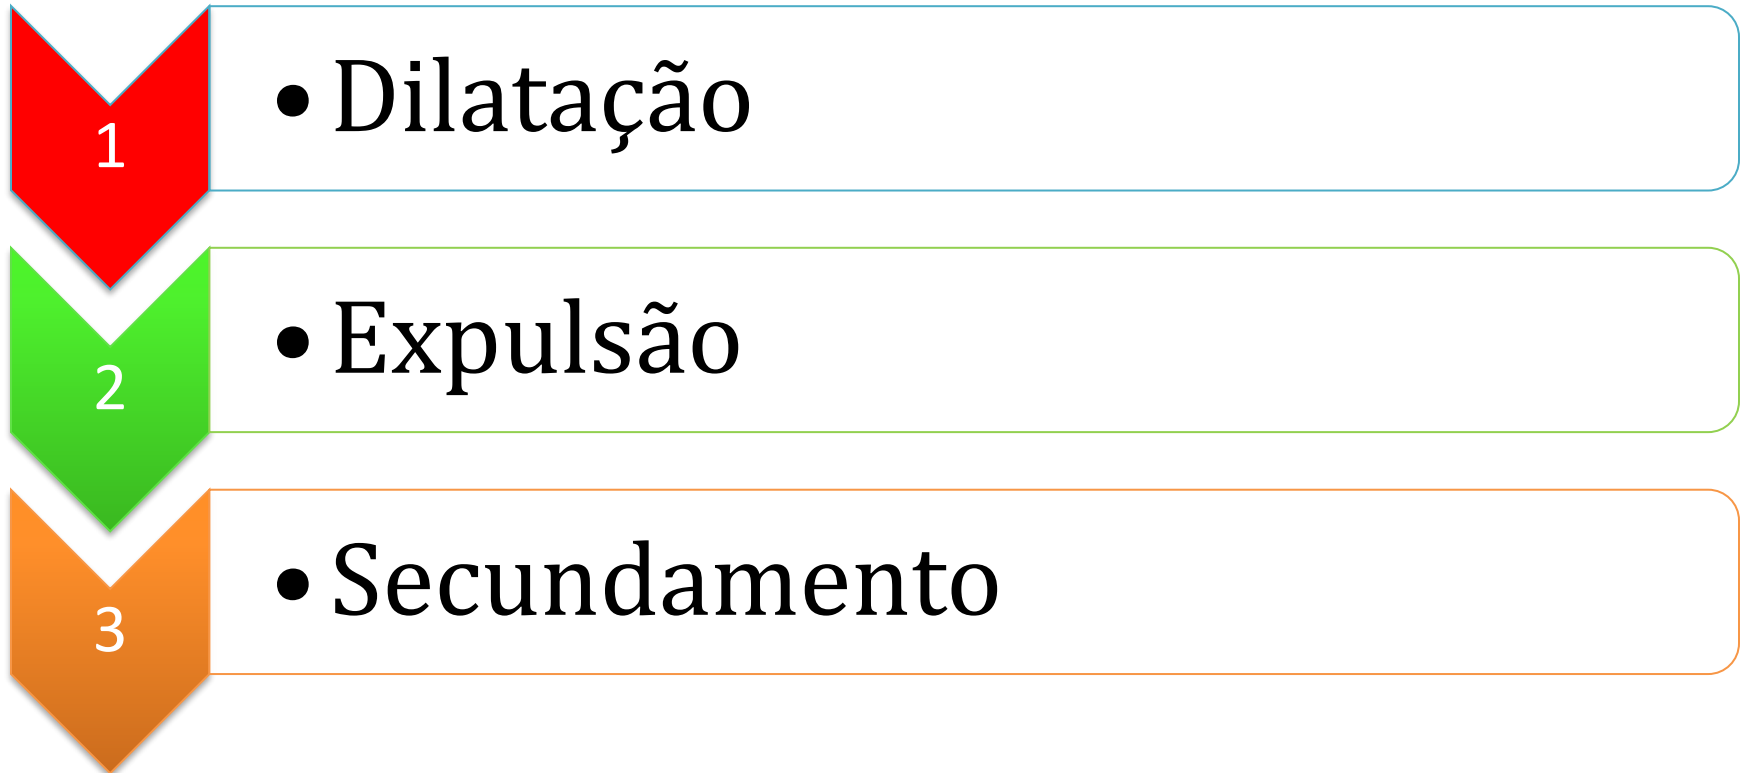 1
• Dilatação
2
• Expulsão
3
• Secundamento